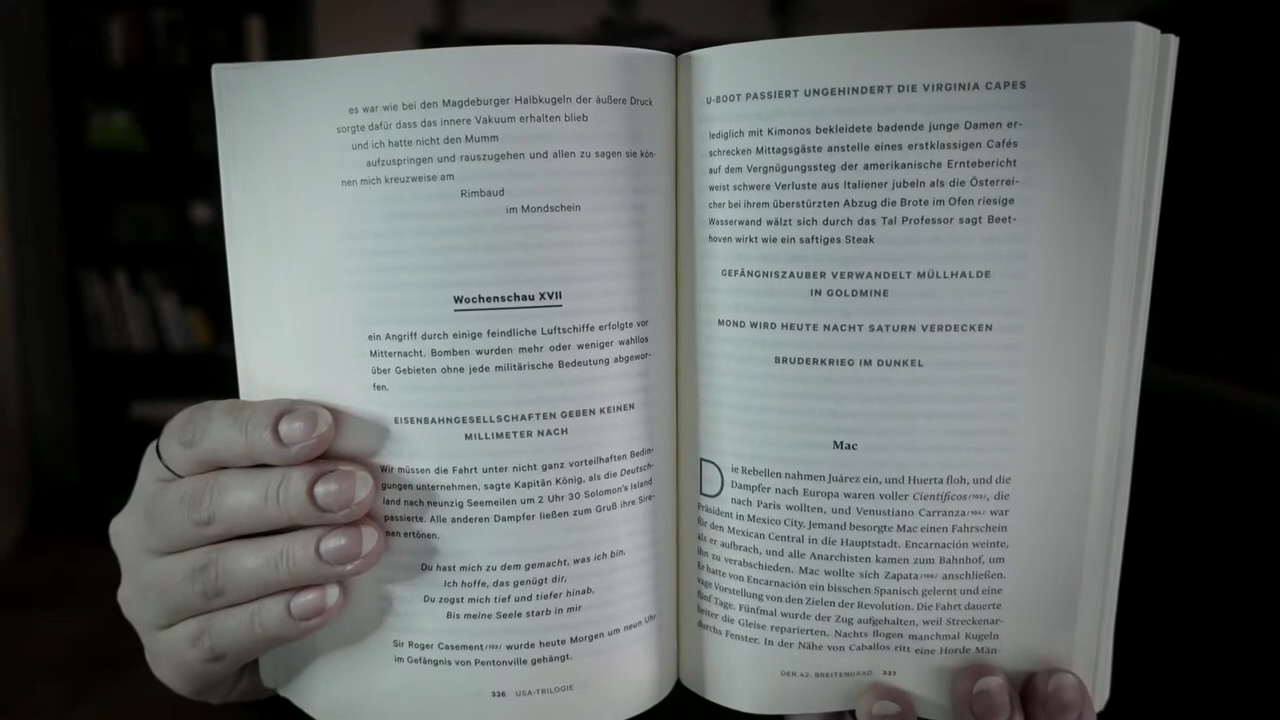 es war wie bei den Magdeburger Halbkugeln der äußere Druck
sorgte dafür dass das innere Vakuum erhalten blieb
und ich hatte nicht den Mumm
aufzuspringen und rauszugehen und allen zu sagen sie kön-
nen mich kreuzweise am
Rimbaud
im Mondschein
Wochenschau XVII
ein Angriff durch einige feindliche Luftschiffe erfolgte vor
Mitternacht. Bomben wurden mehr oder weniger wahllos
über Gebieten ohne jede militärische Bedeutung abgewor-
fen.
EISENBAHNGESELLSCHAFTEN GEBEN KEINEN
MILLIMETER NACH
Wir müssen die Fahrt unter nicht ganz vorteilhaften Bedin-
gungen unternehmen, sagte Kapitän König, als die Deutsch-
land nach neunzig Seemeilen um 2 Uhr 30 Solomon's Island
passierte. Alle anderen Dampfer ließen zum Gruß ihre Sire-
nen ertönen.
Du hast mich zu dem gemacht, was ich bin,
Ich hoffe, das genügt dir,
Du zogst mich tief und tiefer hinab,
Bis meine Seele starb in mir
Sir Roger Casement /102/ wurde heute Morgen um neun Uhr
im Gefängnis von Pentonville gehängt.
336 USA-TRILOGIE
U-BOOT PASSIERT UNGEHINDERT DIE VIRGINIA CAPES
lediglich mit Kimonos bekleidete badende junge Damen er-
schrecken Mittagsgäste anstelle eines erstklassigen Cafés
auf dem Vergnügungssteg der amerikanische Erntebericht
weist schwere Verluste aus Italiener jubeln als die Österrei-
cher bei ihrem überstürzten Abzug die Brote im Ofen riesige
Wasserwand wälzt sich durch das Tal Professor sagt Beet-
hoven wirkt wie ein saftiges Steak
GEFÄNGNISZAUBER VERWANDELT MÜLLHALDE
IN GOLDMINE
MOND WIRD HEUTE NACHT SATURN VERDECKEN
BRUDERKRIEG IM DUNKEL
Mac
Die Rebellen nahmen Juárez ein, und Huerta floh, und die
Dampfer nach Europa waren voller Científicos /103/, die
nach Paris wollten, und Venustiano Carranza /104/ war
Präsident in Mexico City. Jemand besorgte Mac einen Fahrschein
für den Mexican Central in die Hauptstadt. Encarnación weinte,
als er aufbrach, und alle Anarchisten kamen zum Bahnhof, um
ihn zu verabschieden. Mac wollte sich Zapata /105/ anschließen.
Er hatte von Encarnación ein bisschen Spanisch gelernt und eine
vage Vorstellung von den Zielen der Revolution. Die Fahrt dauerte
fünf Tage. Fünfmal wurde der Zug aufgehalten, weil Streckenar-
beiter die Gleise reparierten. Nachts flogen manchmal Kugeln
durchs Fenster. In der Nähe von Caballos ritt eine Horde Män-
DER 42. BREITENGRAD 337